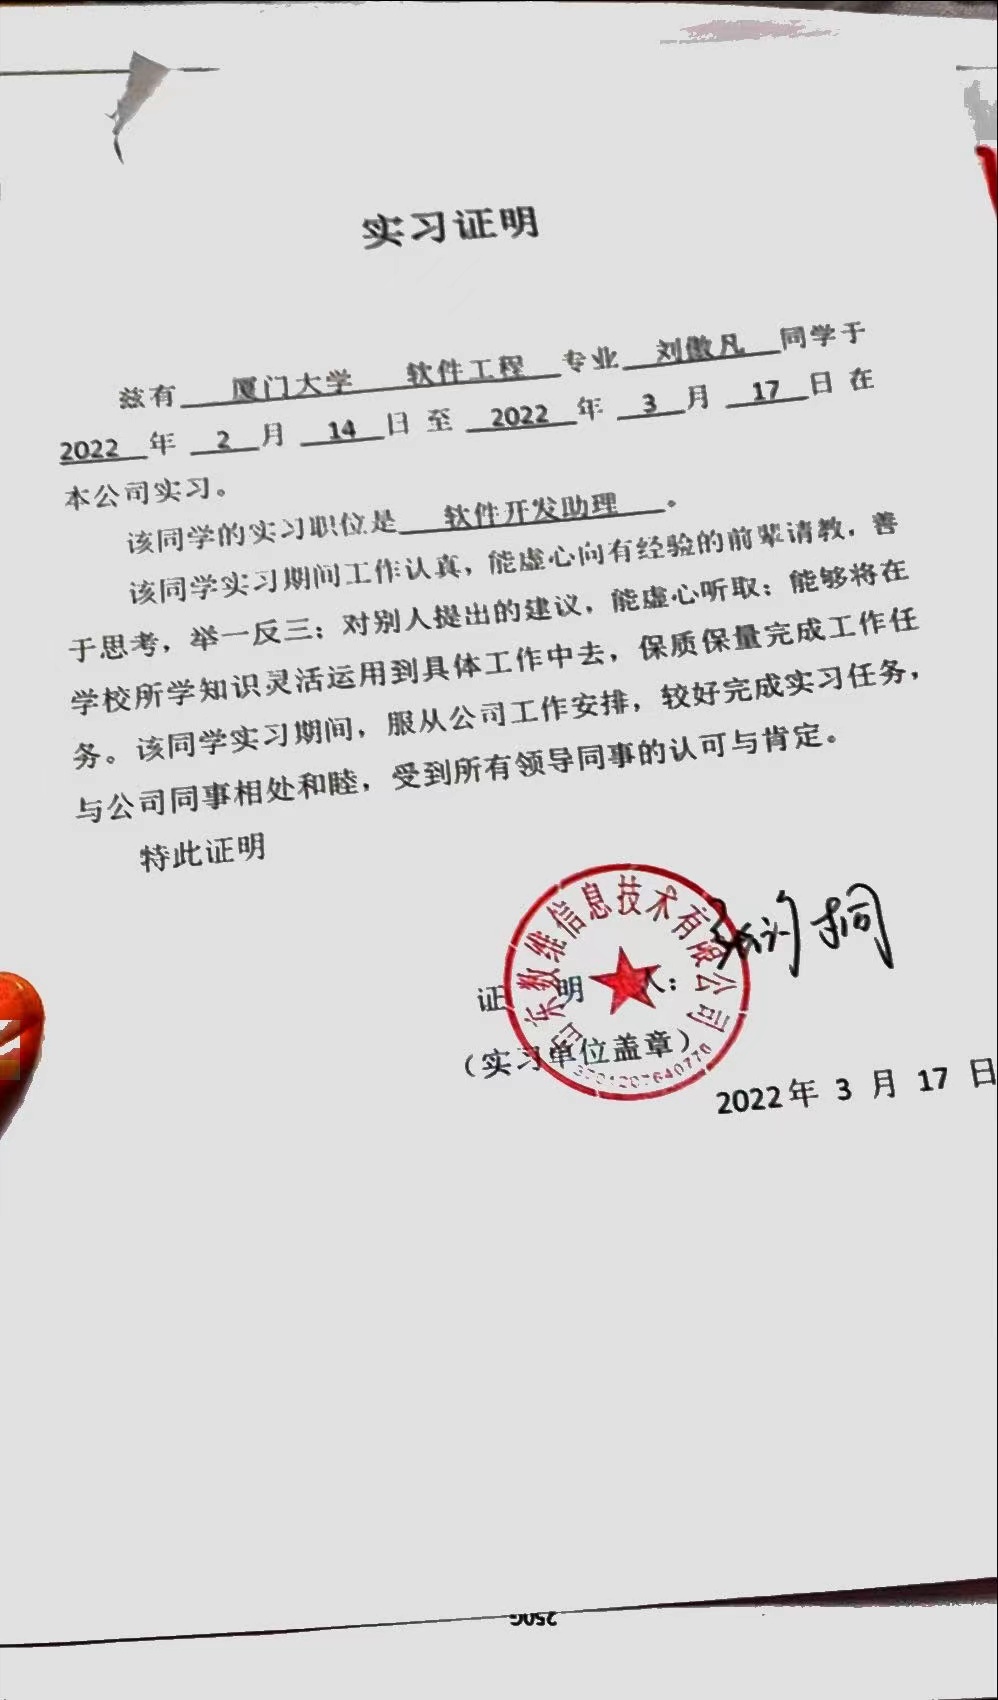 实习证明
兹有 厦门大学 软件工程 专业 刘傲凡 同学于
2022 年 2 月 14 日 至 2022 年 3 月 17 日 在
本公司实习。
该同学的实习职位是 软件开发助理 。
该同学实习期间工作认真，能虚心向有经验的前辈请教，善
于思考，举一反三；对别人提出的建议，能虚心听取；能够将在
学校所学知识灵活运用到具体工作中去，保质保量完成工作任
务。该同学实习期间，服从公司工作安排，较好完成实习任务，
与公司同事相处和睦，受到所有领导同事的认可与肯定。
特此证明
东数维信息技术有限公司
证 明 人：
（实习单位盖章）
2022年 3 月 17 日